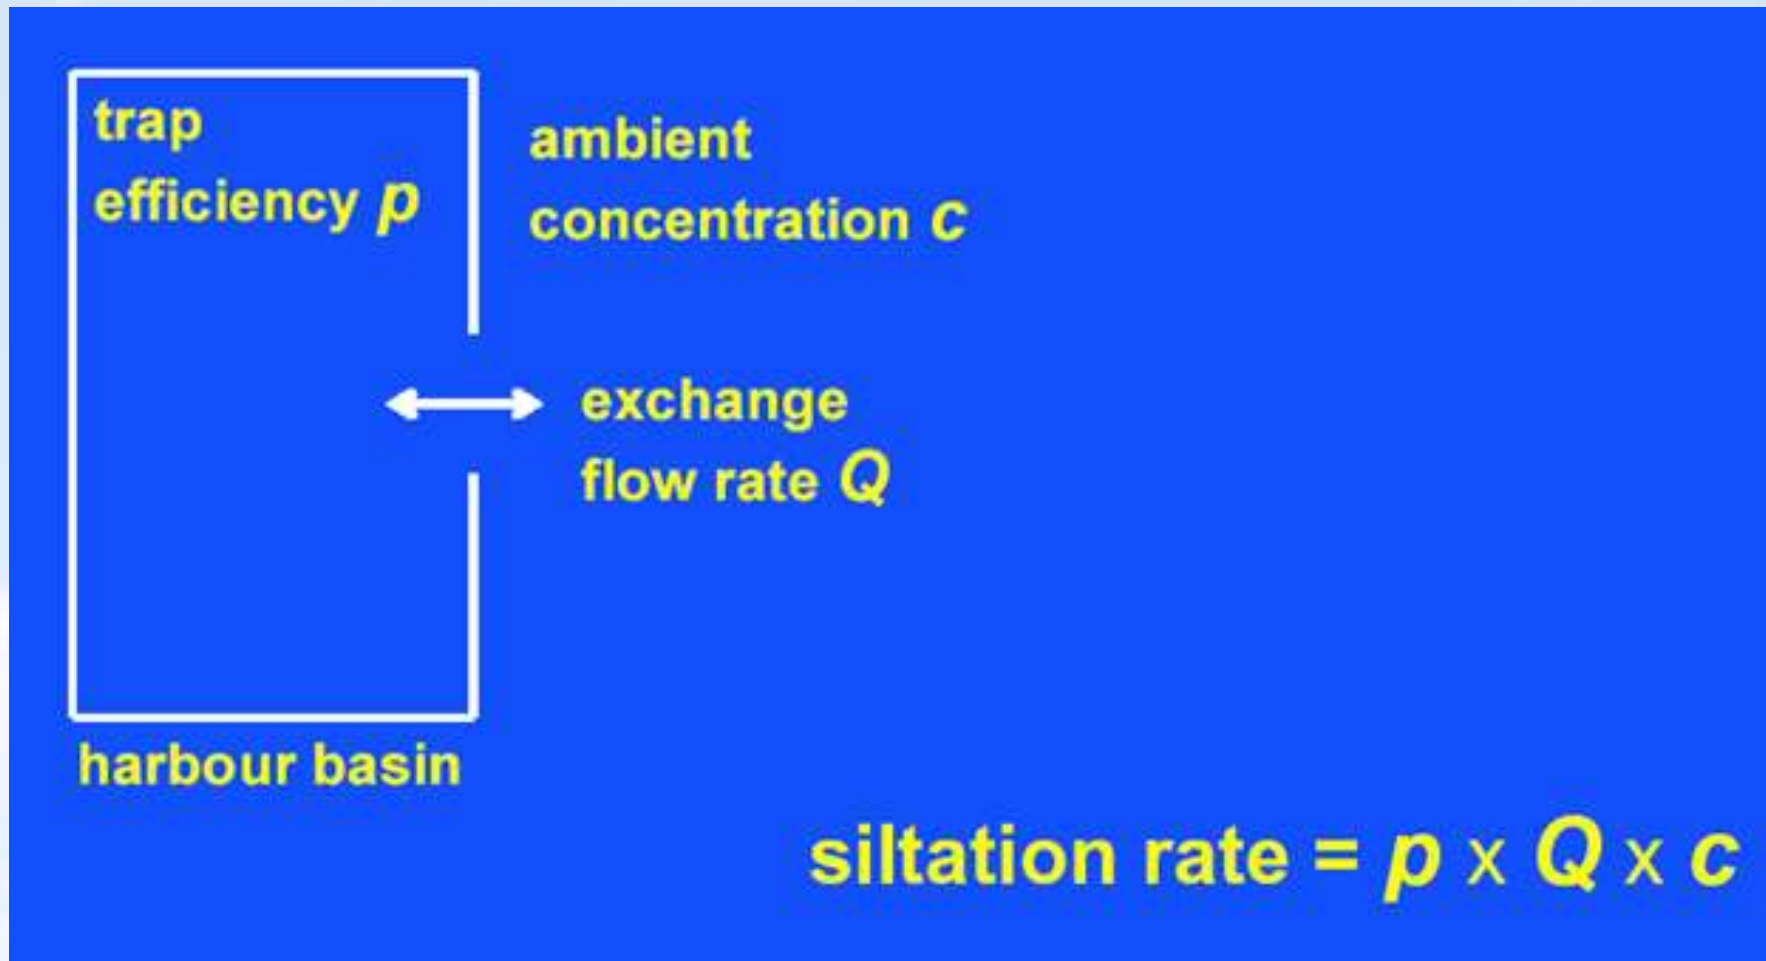 trap
efficiency p
ambient
concentration c
exchange
flow rate Q
harbour basin
siltation rate = p x Q x c